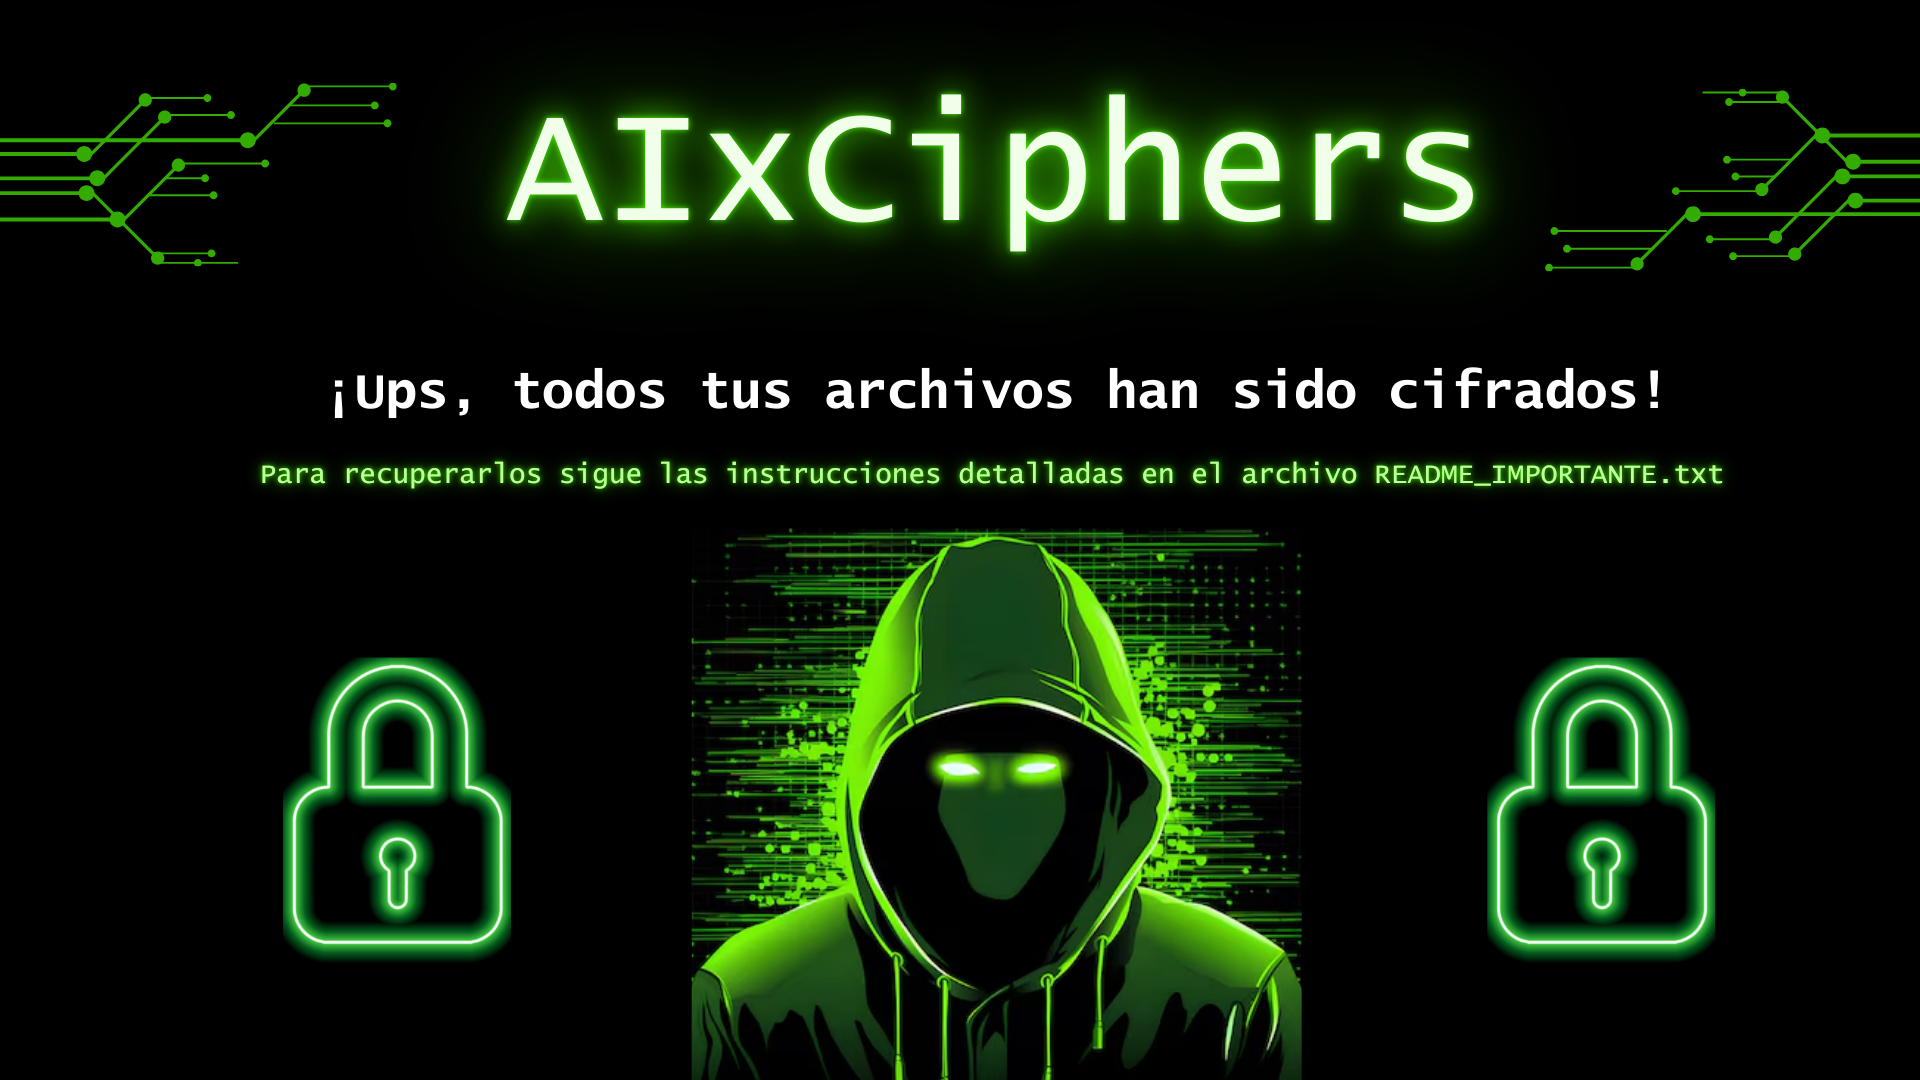 AIxCiphers
¡Ups, todos tus archivos han sido cifrados!
Para recuperarlos sigue las instrucciones detalladas en el archivo README_IMPORTANTE.txt